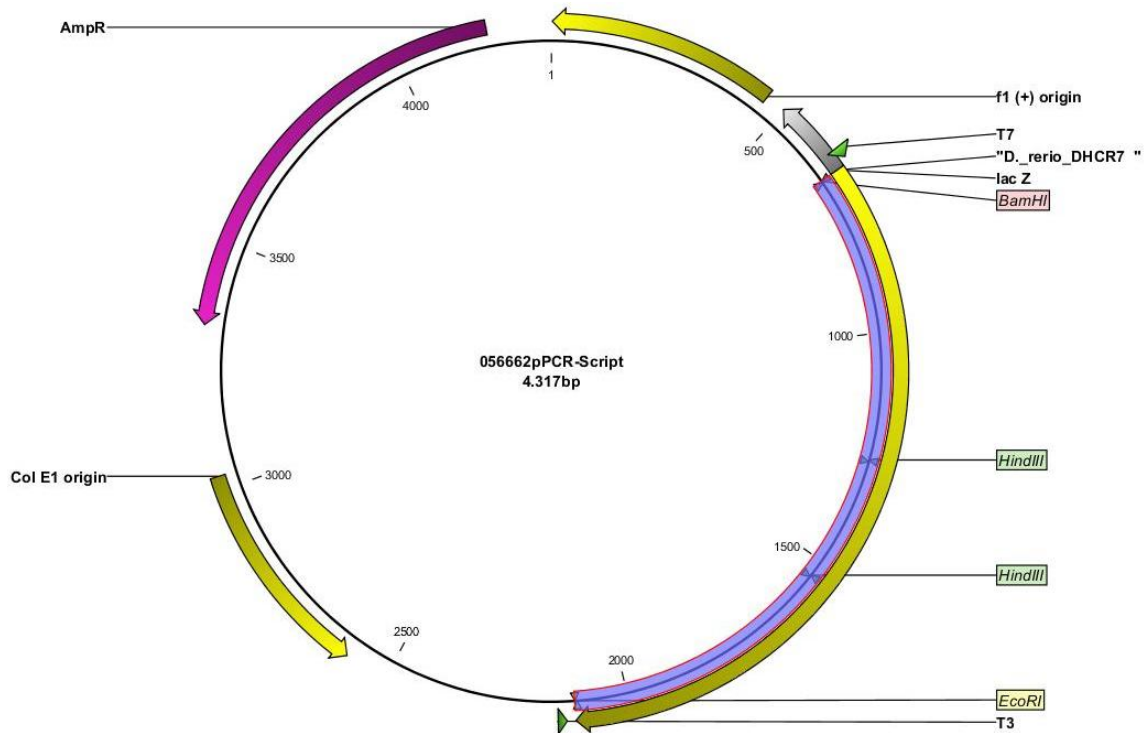 AmpR
1
4000
f1 (+) origin
500
T7
"D._rerio_DHCR7 "
lac Z
BamHI
3500
1000
056662pPCR-Script
4.317bp
HindIII
Col E1 origin
3000
1500
HindIII
2500
2000
EcoRI
T3